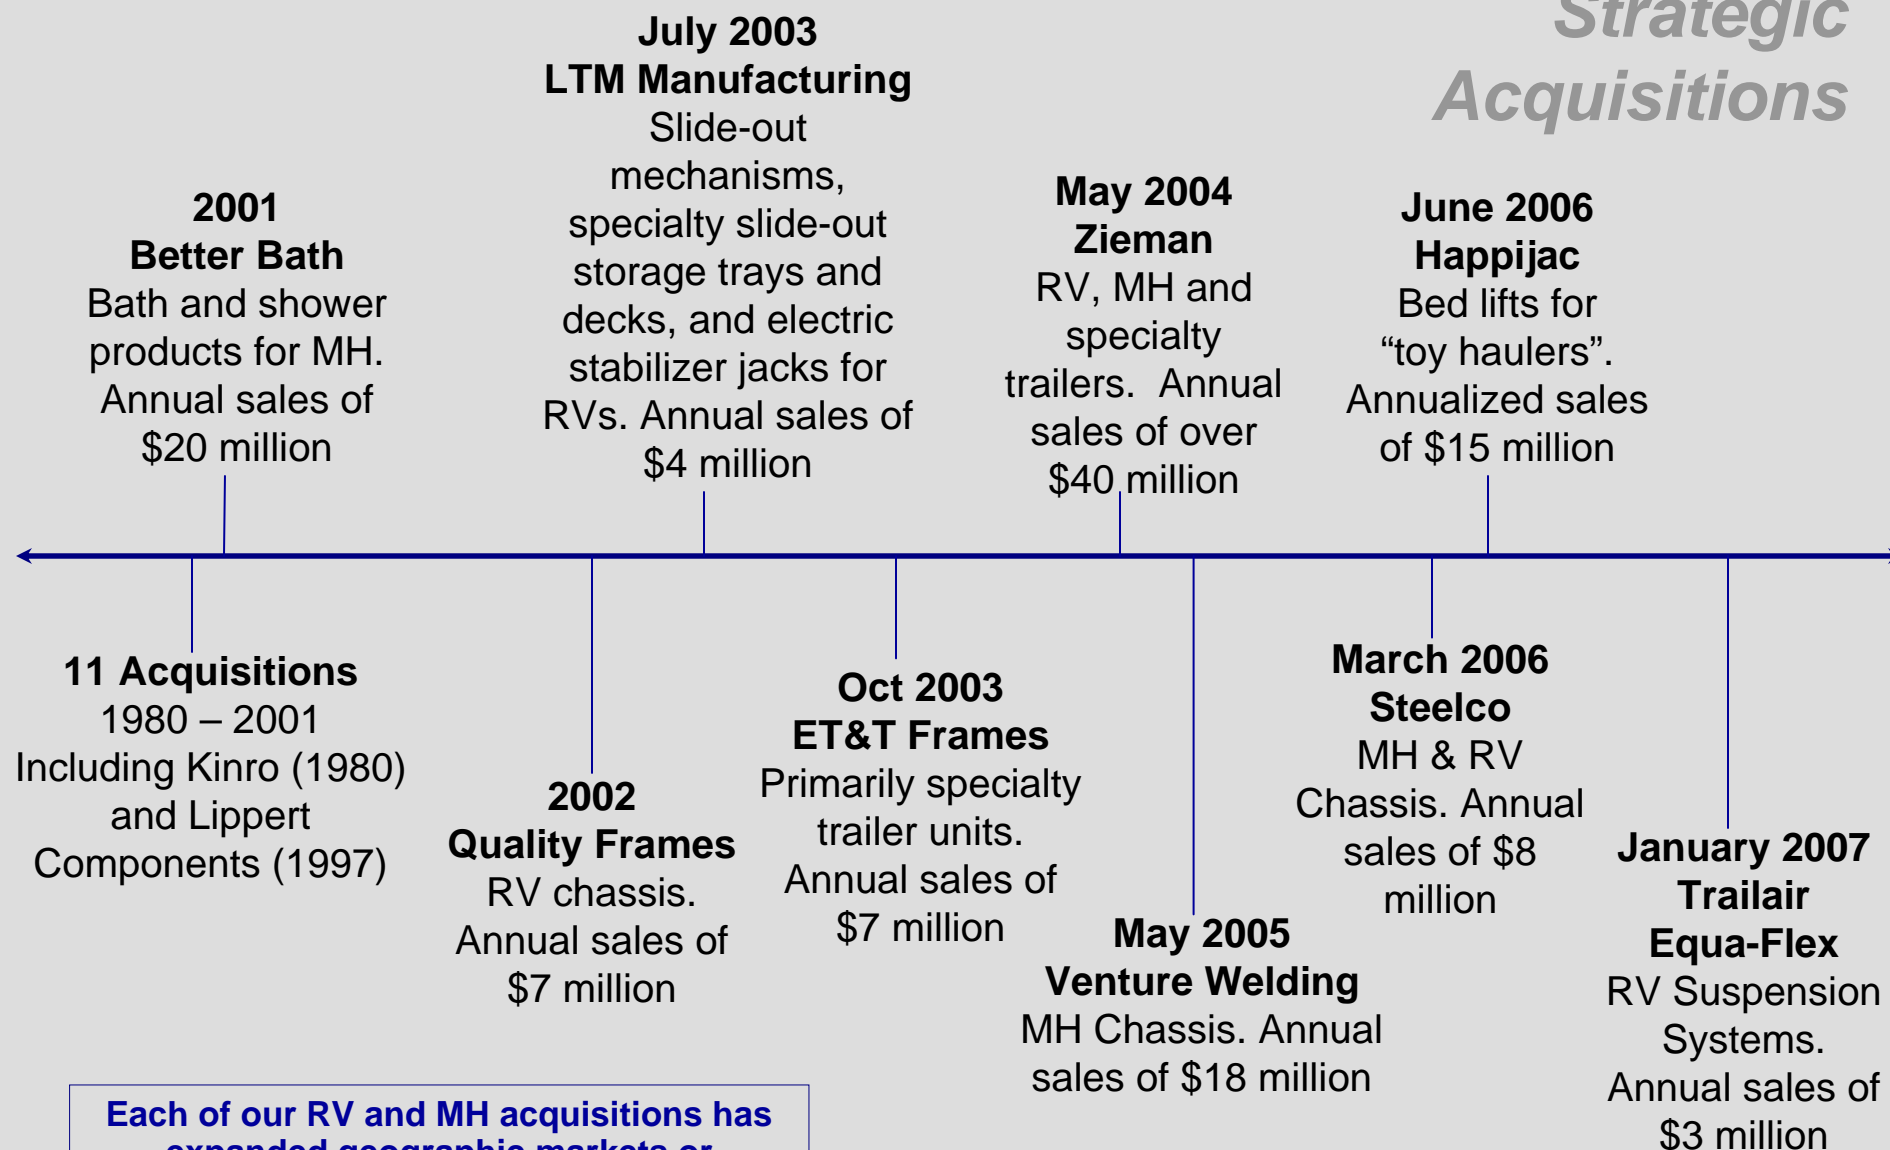 Strategic
Acquisitions
July 2003
LTM Manufacturing
Slide-out
mechanisms,
specialty slide-out
storage trays and
decks, and electric
stabilizer jacks for
RVs. Annual sales of
$4 million
2001
Better Bath
Bath and shower
products for MH.
Annual sales of
$20 million
May 2004
Zieman
RV, MH and
specialty
trailers.  Annual
sales of over
$40 million
June 2006
Happijac
Bed lifts for
“toy haulers”.
Annualized sales
of $15 million
11 Acquisitions
1980 – 2001
Including Kinro (1980)
and Lippert
Components (1997)
2002
Quality Frames
RV chassis.
Annual sales of
$7 million
Oct 2003
ET&T Frames
Primarily specialty
trailer units.
Annual sales of
$7 million
May 2005
Venture Welding
MH Chassis. Annual
sales of $18 million
March 2006
Steelco
MH & RV
Chassis. Annual
sales of $8
million
January 2007
Trailair
Equa-Flex
RV Suspension
Systems.
Annual sales of
$3 million
Each of our RV and MH acquisitions has
expanded geographic markets or